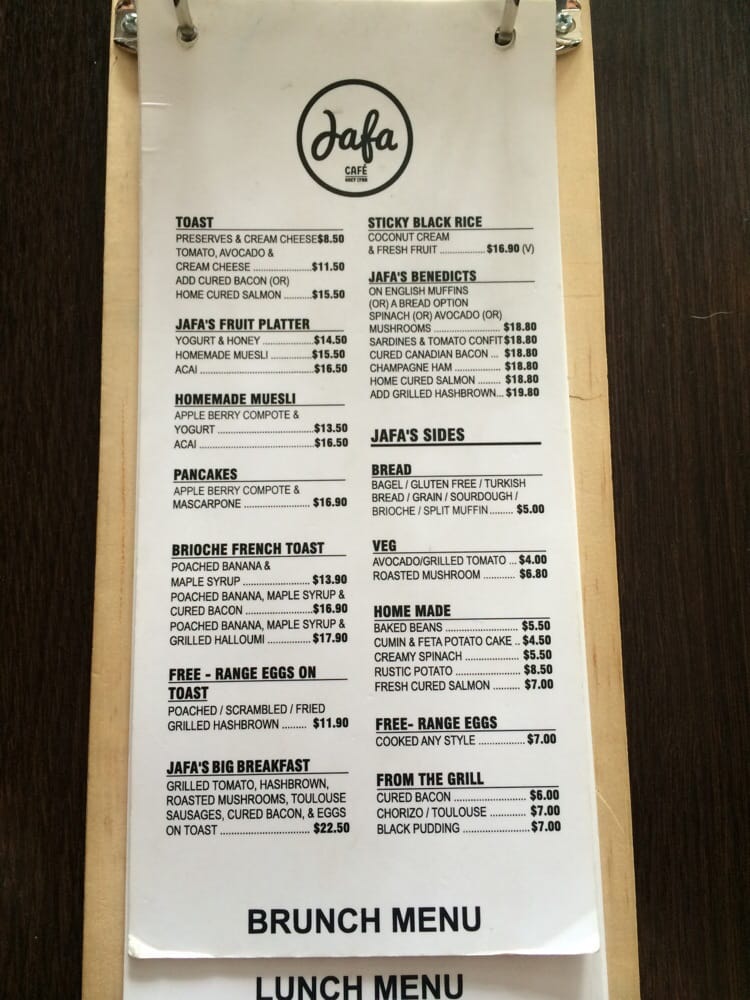 Jafa
CAFÉ
GREY LYNN
TOAST
PRESERVES & CREAM CHEESE$8.50
TOMATO, AVOCADO &
CREAM CHEESE ..................$11.50
ADD CURED BACON (OR)
HOME CURED SALMON .........$15.50
JAFA'S FRUIT PLATTER
YOGURT & HONEY ................$14.50
HOMEMADE MUESLI ..............$15.50
ACAI ....................................$16.50
HOMEMADE MUESLI
APPLE BERRY COMPOTE &
YOGURT ..............................$13.50
ACAI ....................................$16.50
PANCAKES
APPLE BERRY COMPOTE &
MASCARPONE ..................... $16.90
BRIOCHE FRENCH TOAST
POACHED BANANA &
MAPLE SYRUP ..................... $13.90
POACHED BANANA, MAPLE SYRUP &
CURED BACON .....................$16.90
POACHED BANANA, MAPLE SYRUP &
GRILLED HALLOUMI ..............$17.90
FREE - RANGE EGGS ON
TOAST
POACHED / SCRAMBLED / FRIED
GRILLED HASHBROWN ......... $11.90
JAFA'S BIG BREAKFAST
GRILLED TOMATO, HASHBROWN,
ROASTED MUSHROOMS, TOULOUSE
SAUSAGES, CURED BACON, & EGGS
ON TOAST ........................... $22.50
STICKY BLACK RICE
COCONUT CREAM
& FRESH FRUIT ............... $16.90 (V)
JAFA'S BENEDICTS
ON ENGLISH MUFFINS
(OR) A BREAD OPTION
SPINACH (OR) AVOCADO (OR)
MUSHROOMS ............................ $18.80
SARDINES & TOMATO CONFIT$18.80
CURED CANADIAN BACON ... $18.80
CHAMPAGNE HAM ................ $18.80
HOME CURED SALMON ........ $18.80
ADD GRILLED HASHBROWN... $19.80
JAFA'S SIDES
BREAD
BAGEL / GLUTEN FREE / TURKISH
BREAD / GRAIN / SOURDOUGH /
BRIOCHE / SPLIT MUFFIN........ $5.00
VEG
AVOCADO/GRILLED TOMATO ... $4.00
ROASTED MUSHROOM ........... $6.80
HOME MADE
BAKED BEANS ............................ $5.50
CUMIN & FETA POTATO CAKE .. $4.50
CREAMY SPINACH ...................... $5.50
RUSTIC POTATO ........................ $8.50
FRESH CURED SALMON .......... $7.00
FREE- RANGE EGGS
COOKED ANY STYLE ................ $7.00
FROM THE GRILL
CURED BACON ......................... $6.00
CHORIZO / TOULOUSE ............ $7.00
BLACK PUDDING .......................$7.00
BRUNCH MENU
LUNCH MENU